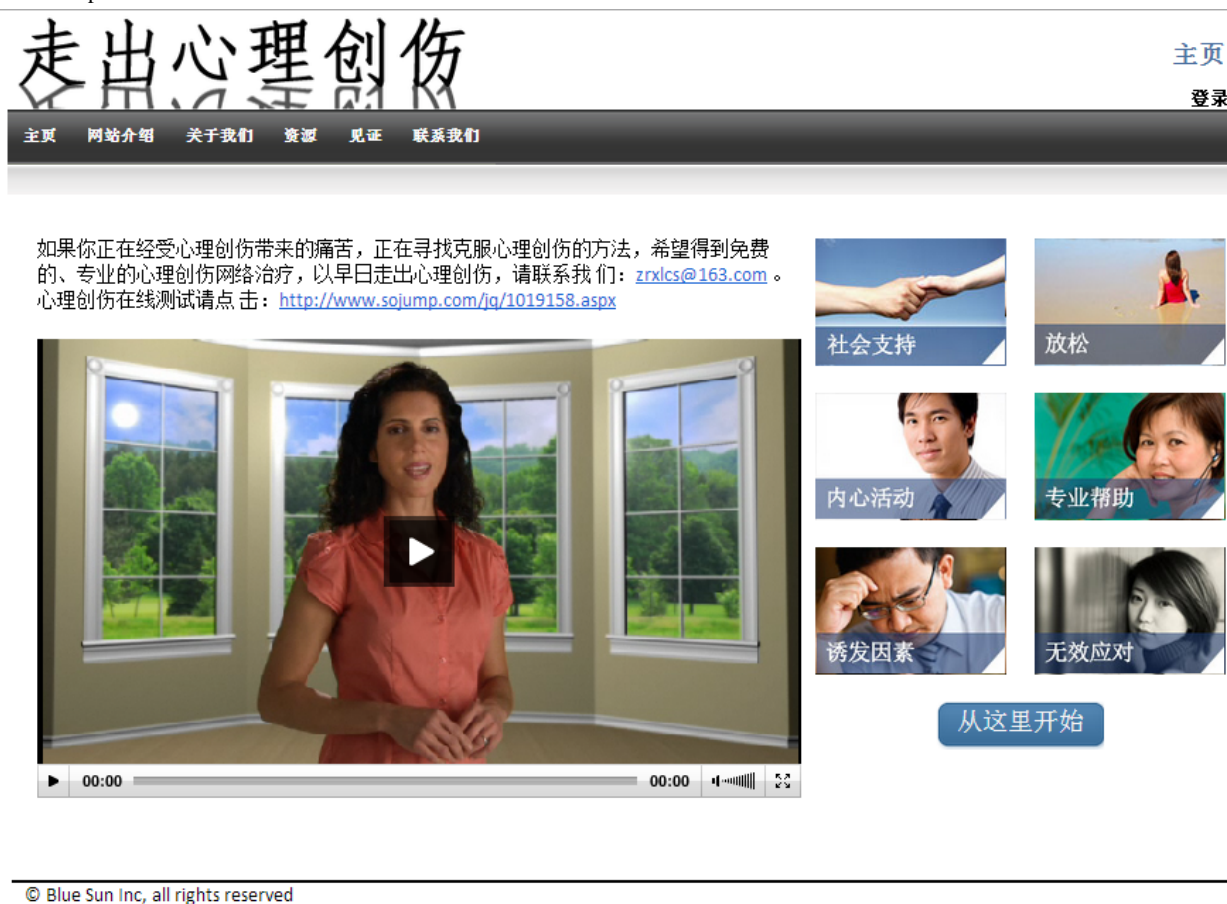 走出心理创伤
主页
登录
主页 网站介绍 关于我们 资源 见证 联系我们
如果你正在经受心理创伤带来的痛苦，正在寻找克服心理创伤的方法，希望得到免费
的、专业的心理创伤网络治疗，以早日走出心理创伤，请联系我 们：zrxlcs@163.com 。
心理创伤在线测试请点 击：http://www.sojump.com/jq/1019158.aspx
社会支持
放松
内心活动
专业帮助
诱发因素
无效应对
从这里开始
00:00 00:00
© Blue Sun Inc, all rights reserved